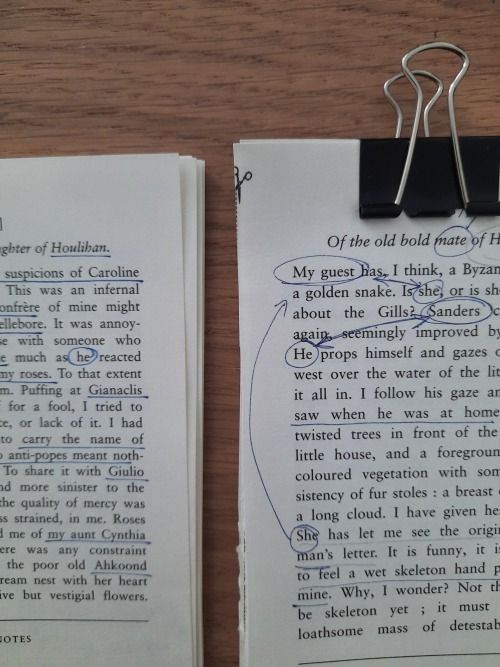 ghter of Houlihan.
suspicions of Caroline
This was an infernal
onfrère of mine might
ellebore. It was annoy-
se with someone who
e much as he reacted
my roses. To that extent
m. Puffing at Gianaclis
for a fool, I tried to
ce, or lack of it. I had
to carry the name of
o anti-popes meant noth-
To share it with Giulio
nd more sinister to the
the quality of mercy was
ss strained, in me. Roses
d me of my aunt Cynthia
ere was any constraint
the poor old Ahkoond
ream nest with her heart
ive but vestigial flowers.
NOTES
Of the old bold mate of H
My guest has, I think, a Byzan
a golden snake. Is she, or is she
about the Gills? Sanders c
again, seemingly improved by
He props himself and gazes o
west over the water of the lit
it all in. I follow his gaze an
saw when he was at home
twisted trees in front of the
little house, and a foregroun
coloured vegetation with som
sistency of fur stoles : a breast o
a long cloud. I have given he
She has let me see the origin
man's letter. It is funny, it is
to feel a wet skeleton hand p
mine. Why, I wonder? Not th
be skeleton yet ; it must
loathsome mass of detestab